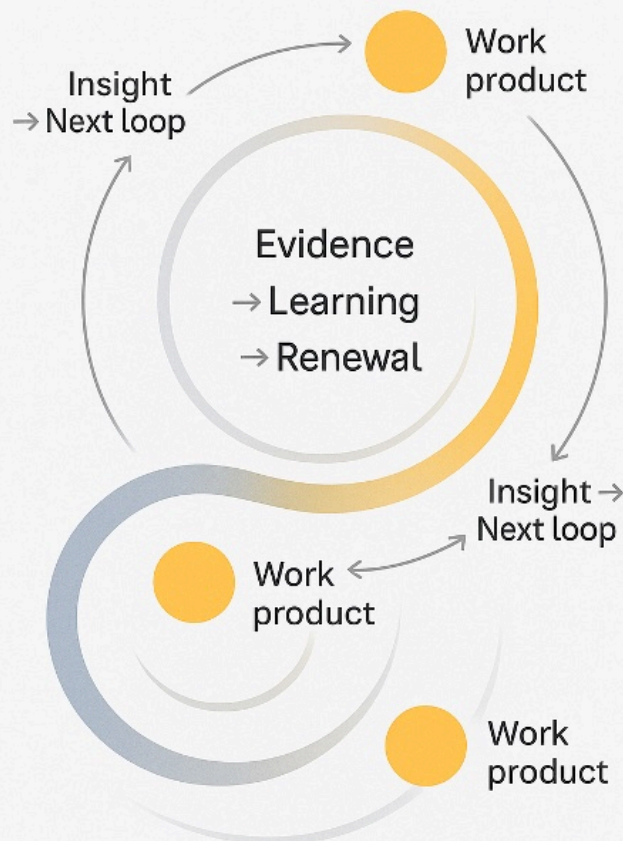 Work
product
Insight
→ Next loop
Evidence
→ Learning
→ Renewal
Insight →
Next loop
Work
product
Work
product